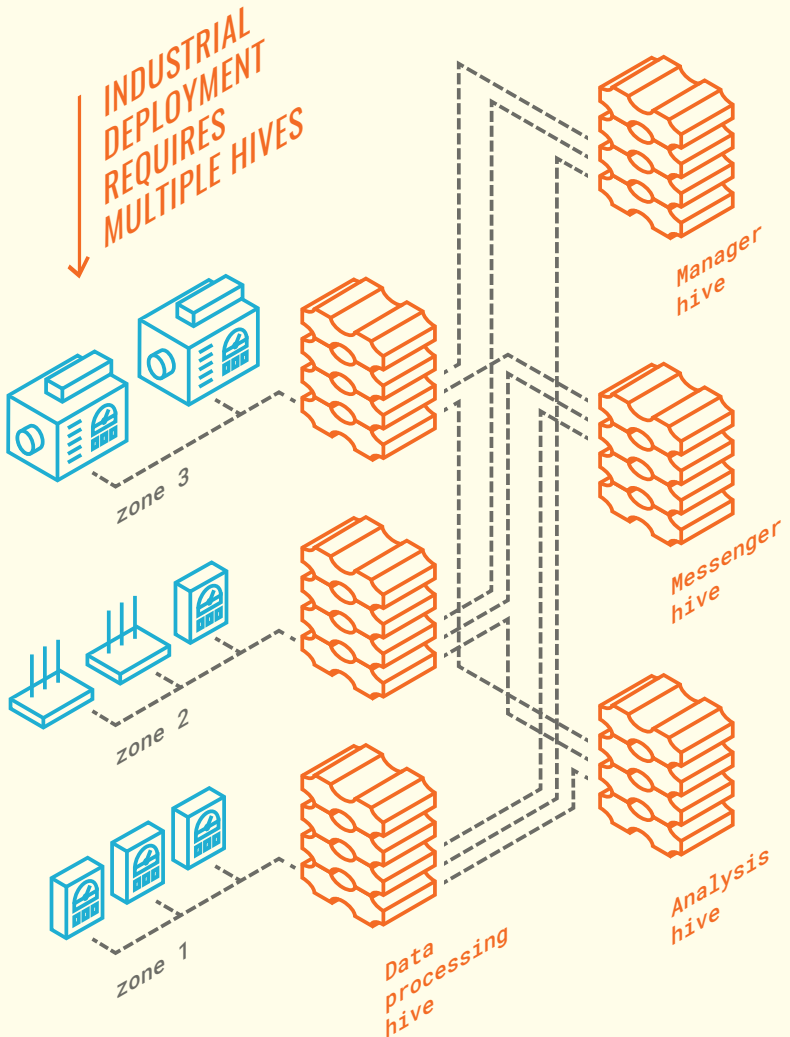 INDUSTRIAL
DEPLOYMENT
REQUIRES
MULTIPLE HIVES
Manager
hive
zone 3
Messenger
hive
zone 2
Analysis
hive
zone 1
Data
processing
hive